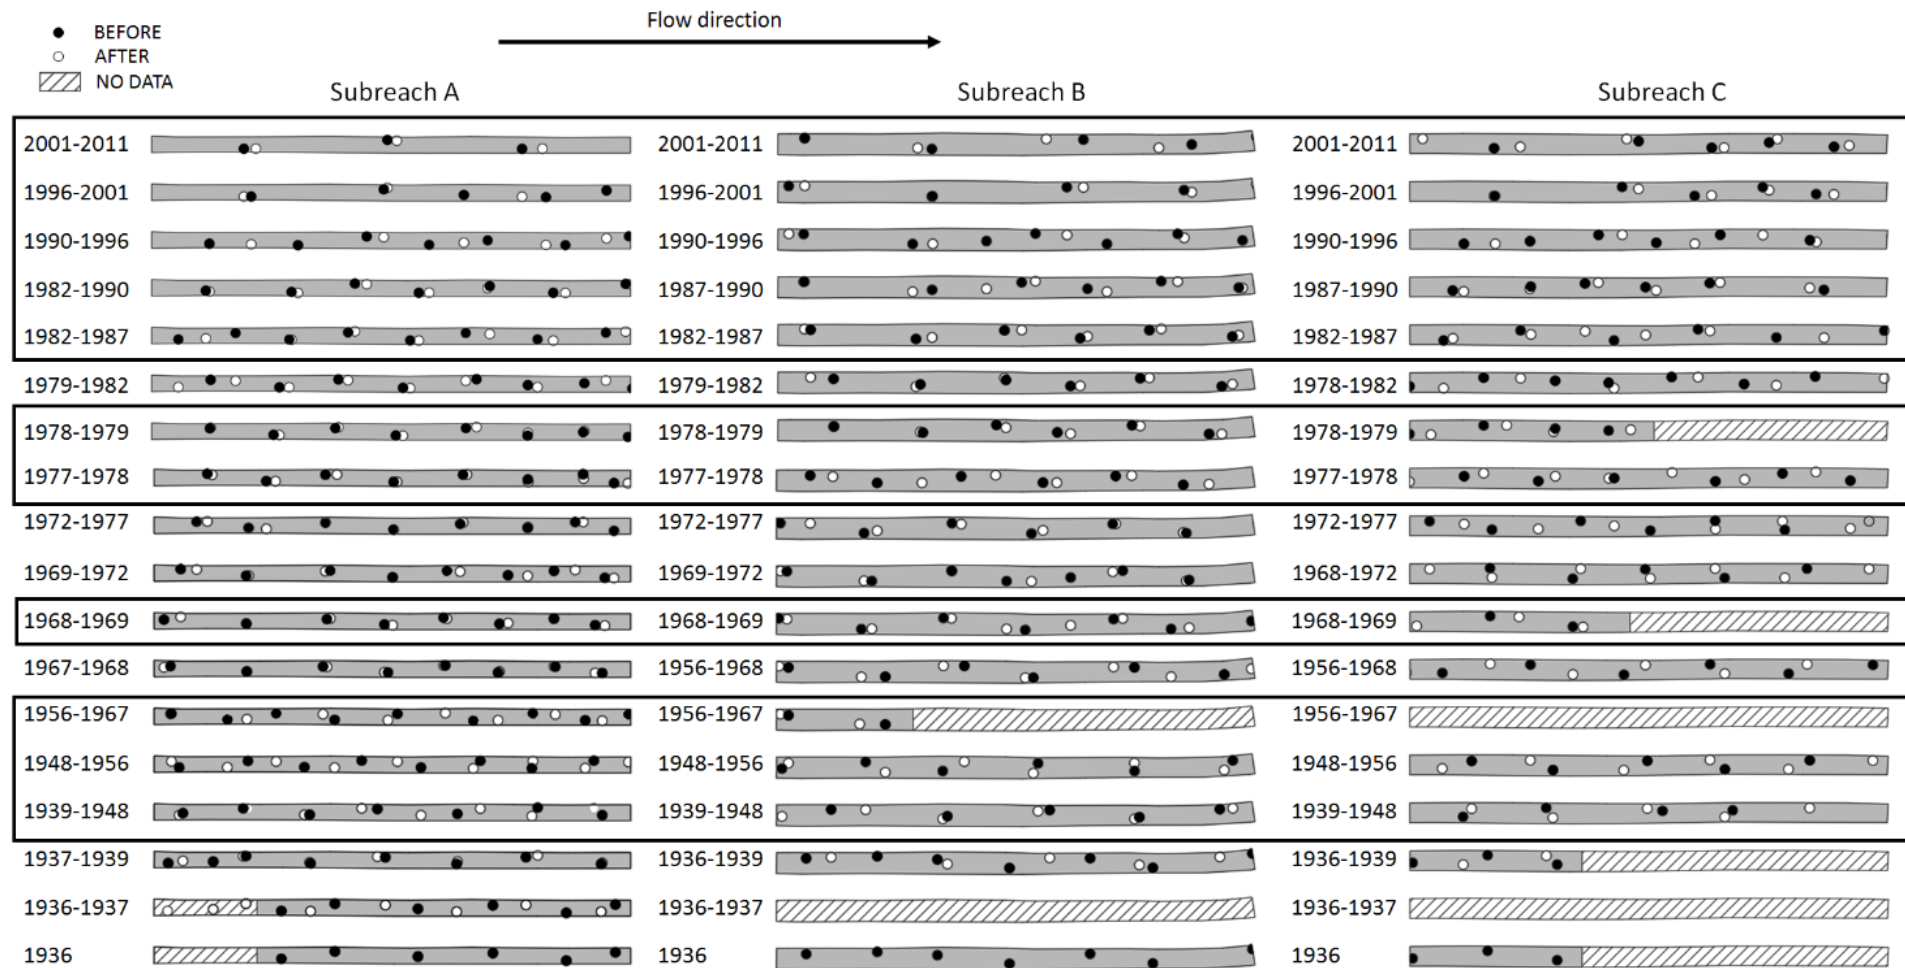 BEFORE
AFTER
NO DATA
Flow direction
Subreach A Subreach B Subreach C
2001-2011 2001-2011 2001-2011
1996-2001 1996-2001 1996-2001
1990-1996 1990-1996 1990-1996
1982-1990 1987-1990 1987-1990
1982-1987 1982-1987 1982-1987
1979-1982 1979-1982 1978-1982
1978-1979 1978-1979 1978-1979
1977-1978 1977-1978 1977-1978
1972-1977 1972-1977 1972-1977
1969-1972 1969-1972 1968-1972
1968-1969 1968-1969 1968-1969
1967-1968 1956-1968 1956-1968
1956-1967 1956-1967 1956-1967
1948-1956 1948-1956 1948-1956
1939-1948 1939-1948 1939-1948
1937-1939 1936-1939 1936-1939
1936-1937 1936-1937 1936-1937
1936 1936 1936